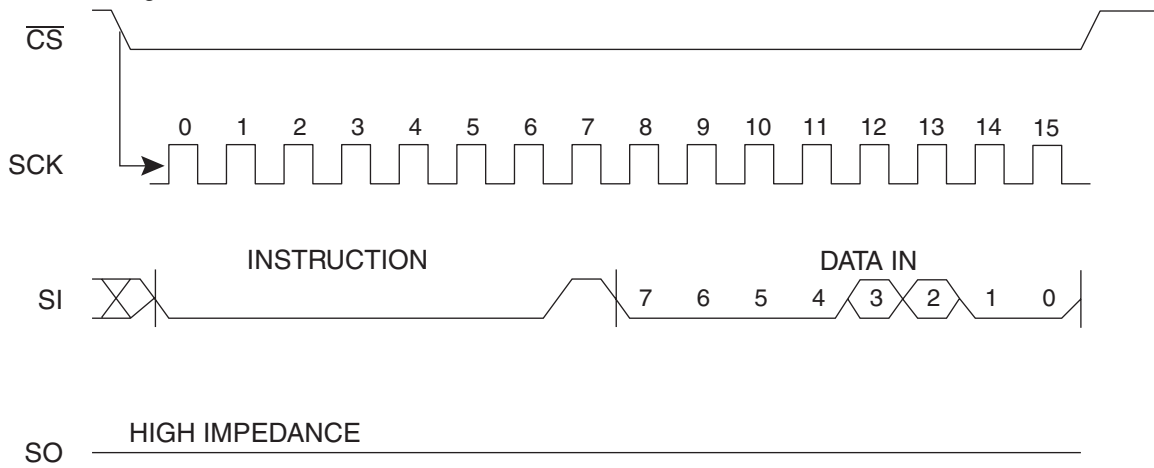 CS
0 1 2 3 4 5 6 7 8 9 10 11 12 13 14 15
SCK
INSTRUCTION DATA IN
SI 7 6 5 4 3 2 1 0
HIGH IMPEDANCE
SO